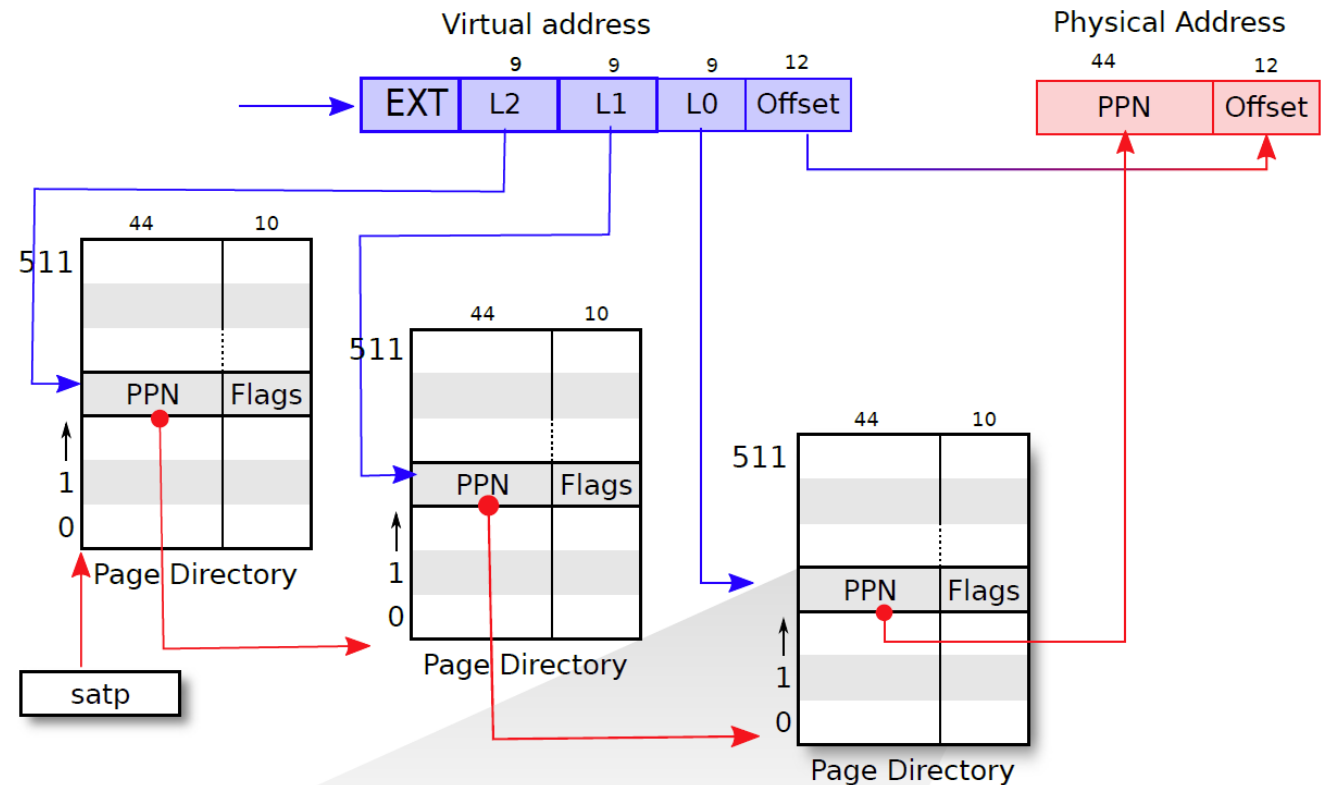 Virtual address
Physical Address
9 9 9 12
44 12
EXT L2 L1 L0 Offset
PPN Offset
44 10
511
PPN Flags
1
0
Page Directory
satp
44 10
511
PPN Flags
1
0
Page Directory
44 10
511
PPN Flags
1
0
Page Directory